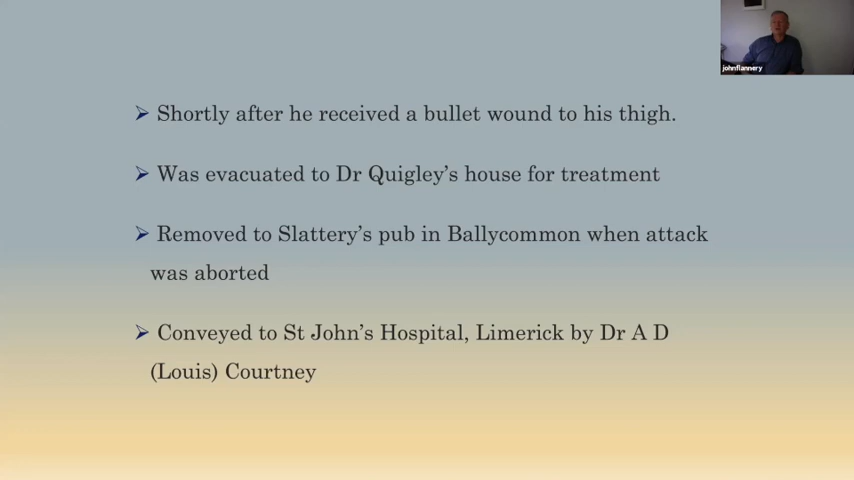 johnflannery
Shortly after he received a bullet wound to his thigh.
Was evacuated to Dr Quigley's house for treatment
Removed to Slattery's pub in Ballycommon when attack
was aborted
Conveyed to St John's Hospital, Limerick by Dr A D
(Louis) Courtney